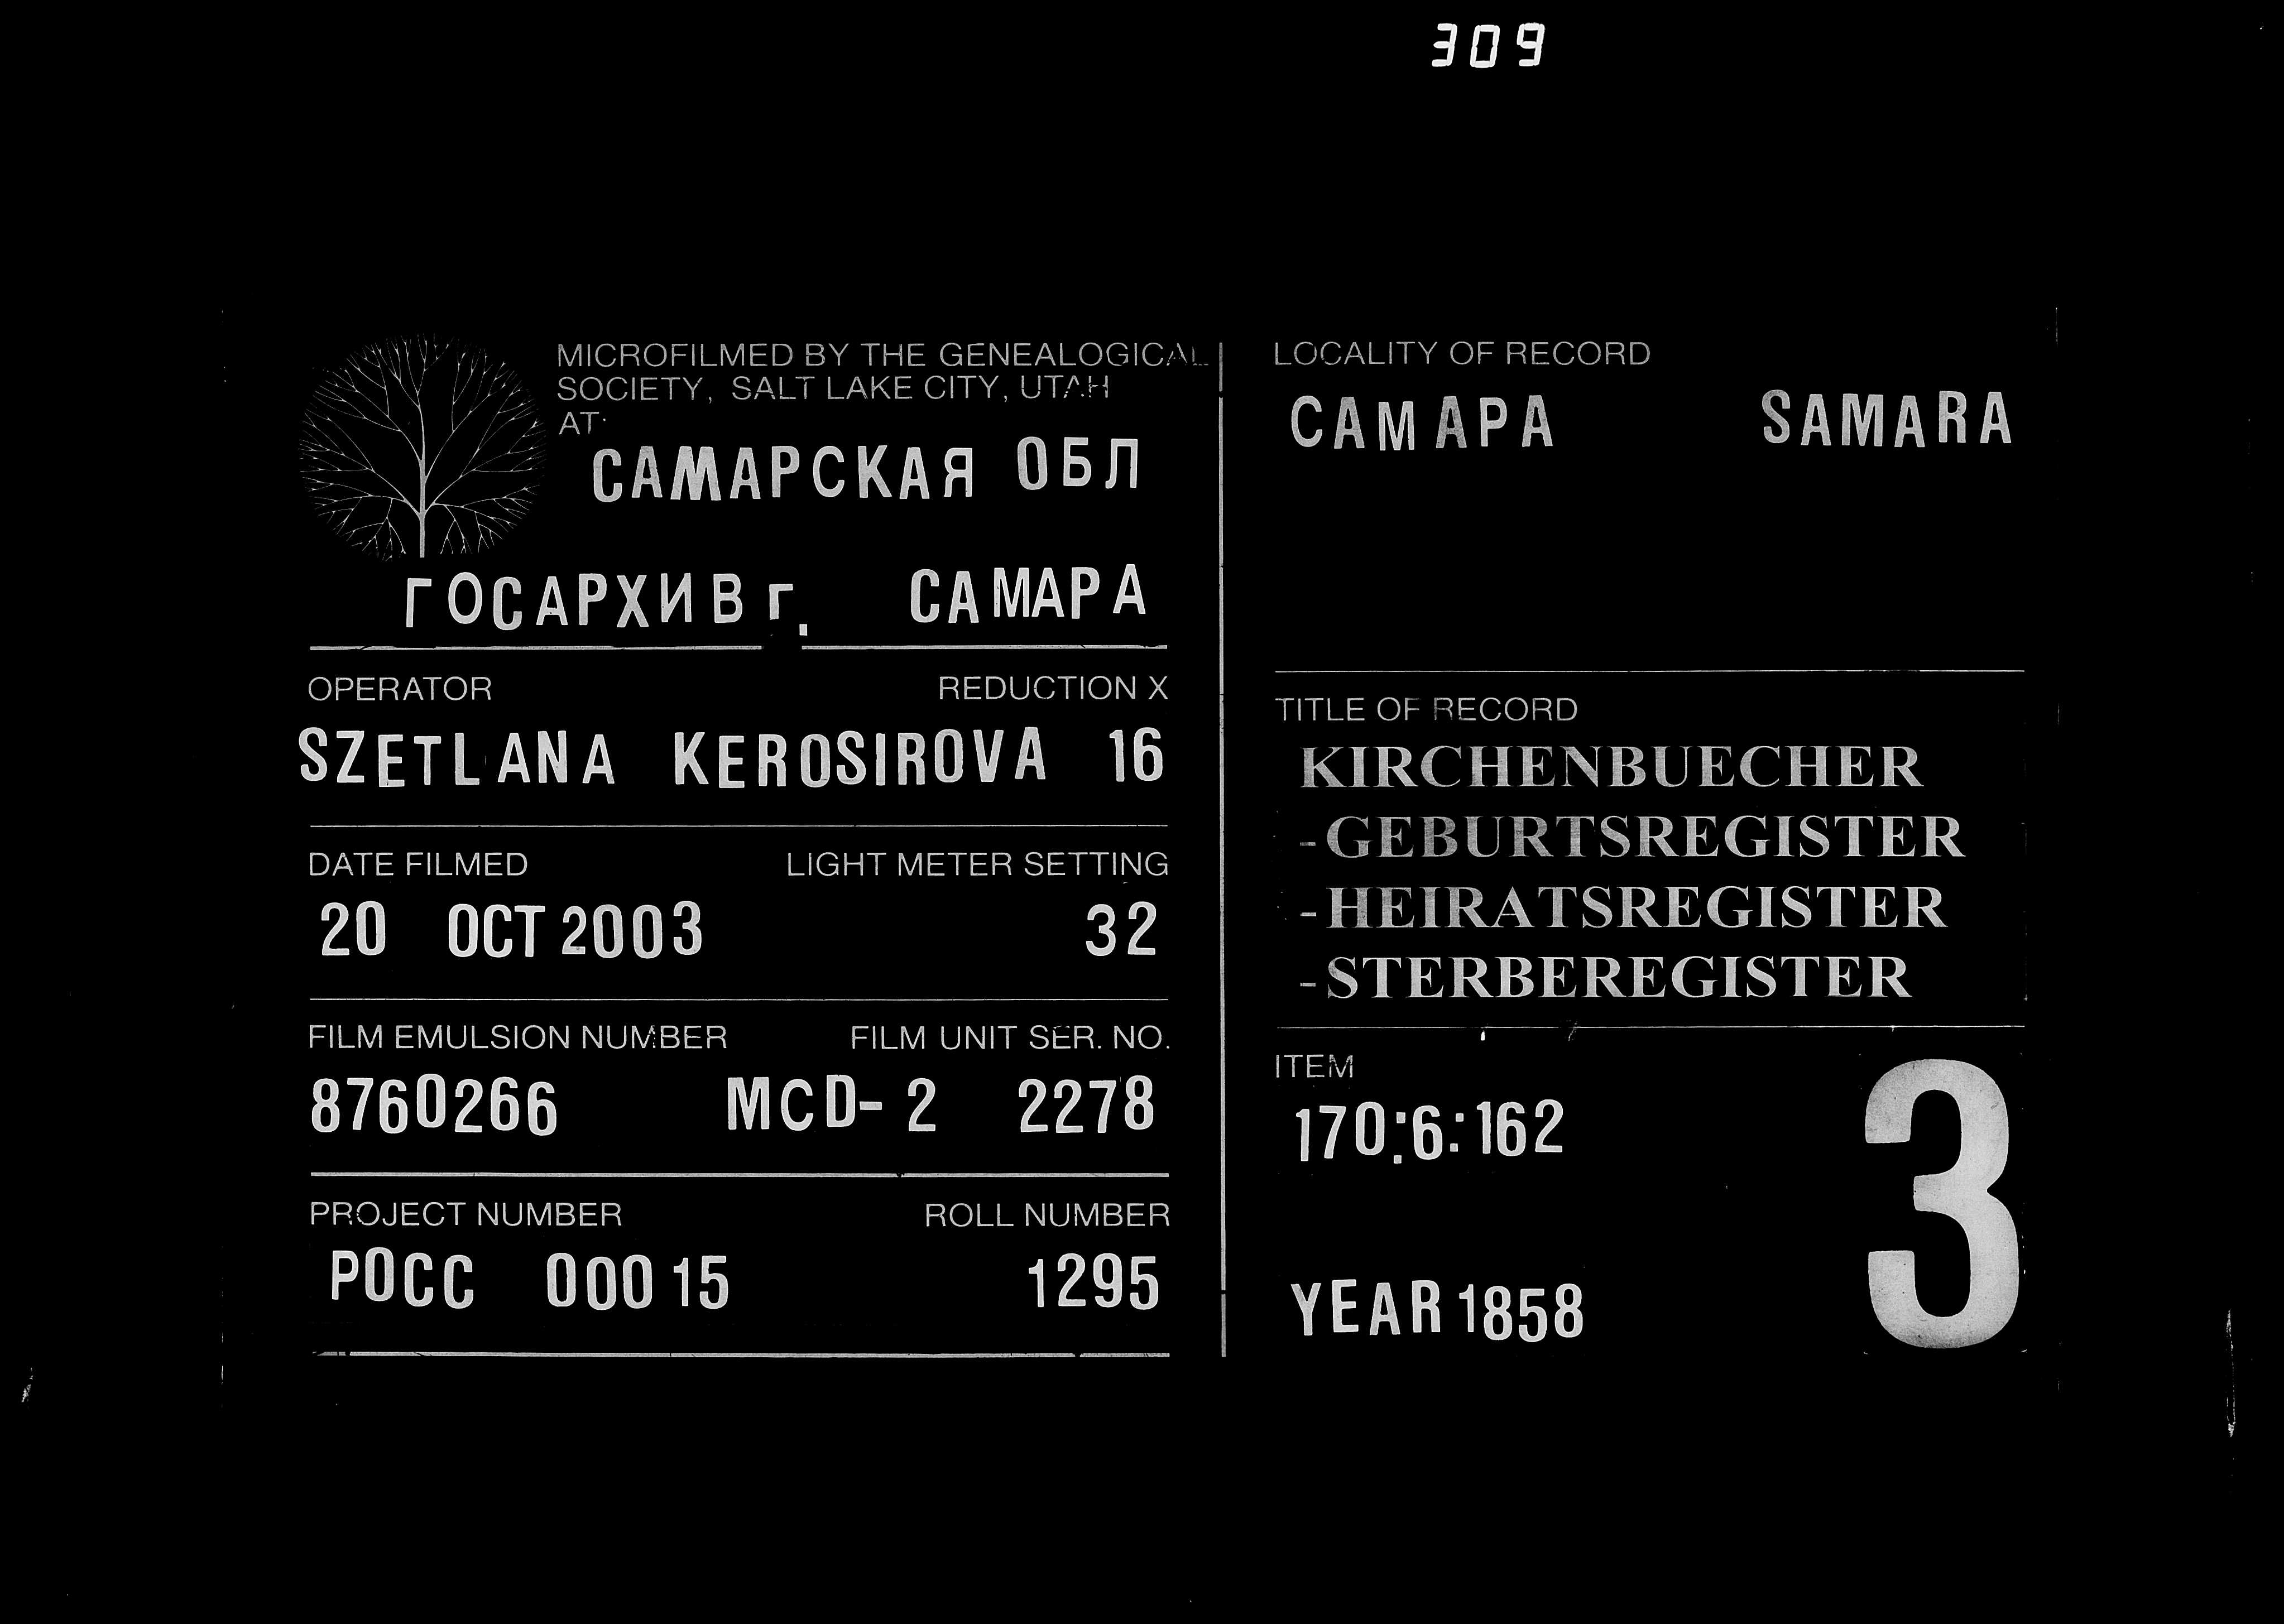 309
MICROFILMED BY THE GENEALOGICAL
SOCIETY, SALT LAKE CITY, UTAH
AT:
САМАРСКАЯ ОБЛ
ГОСАРХИВ г. САМАРА
OPERATOR REDUCTION X
SZETLANA KEROSIROVA 16
DATE FILMED LIGHT METER SETTING
20 OCT 2003 32
FILM EMULSION NUMBER FILM UNIT SER. NO.
8760266 MCD-2 2278
PROJECT NUMBER ROLL NUMBER
РОСС 00015 1295
LOCALITY OF RECORD
САМАРА SAMARA
TITLE OF RECORD
KIRCHENBUECHER
-GEBURTSREGISTER
-HEIRATSREGISTER
-STERBEREGISTER
ITEM
170:6:162
3
YEAR 1858